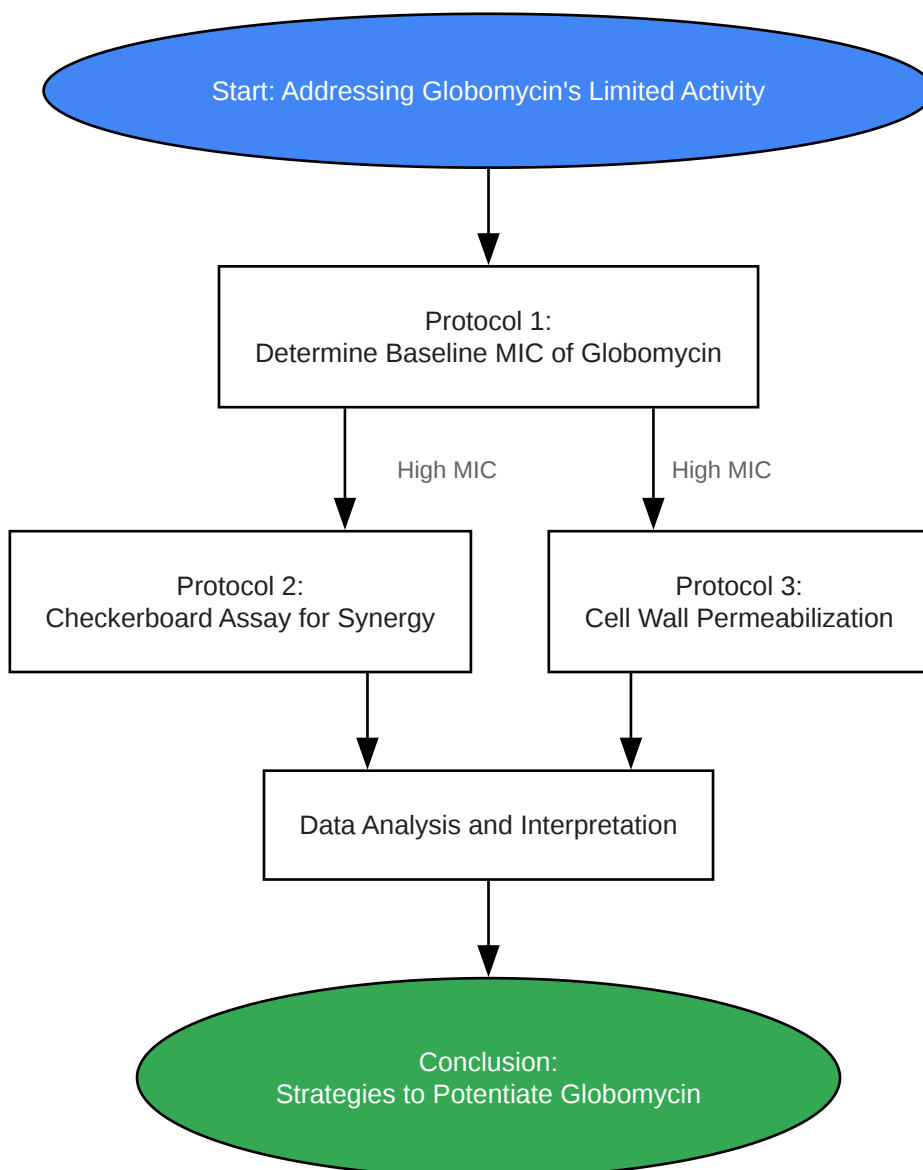 Start: Addressing Globomycin's Limited Activity
Protocol 1:
Determine Baseline MIC of Globomycin
High MIC
High MIC
Protocol 2:
Checkerboard Assay for Synergy
Protocol 3:
Cell Wall Permeabilization
Data Analysis and Interpretation
Conclusion:
Strategies to Potentiate Globomycin